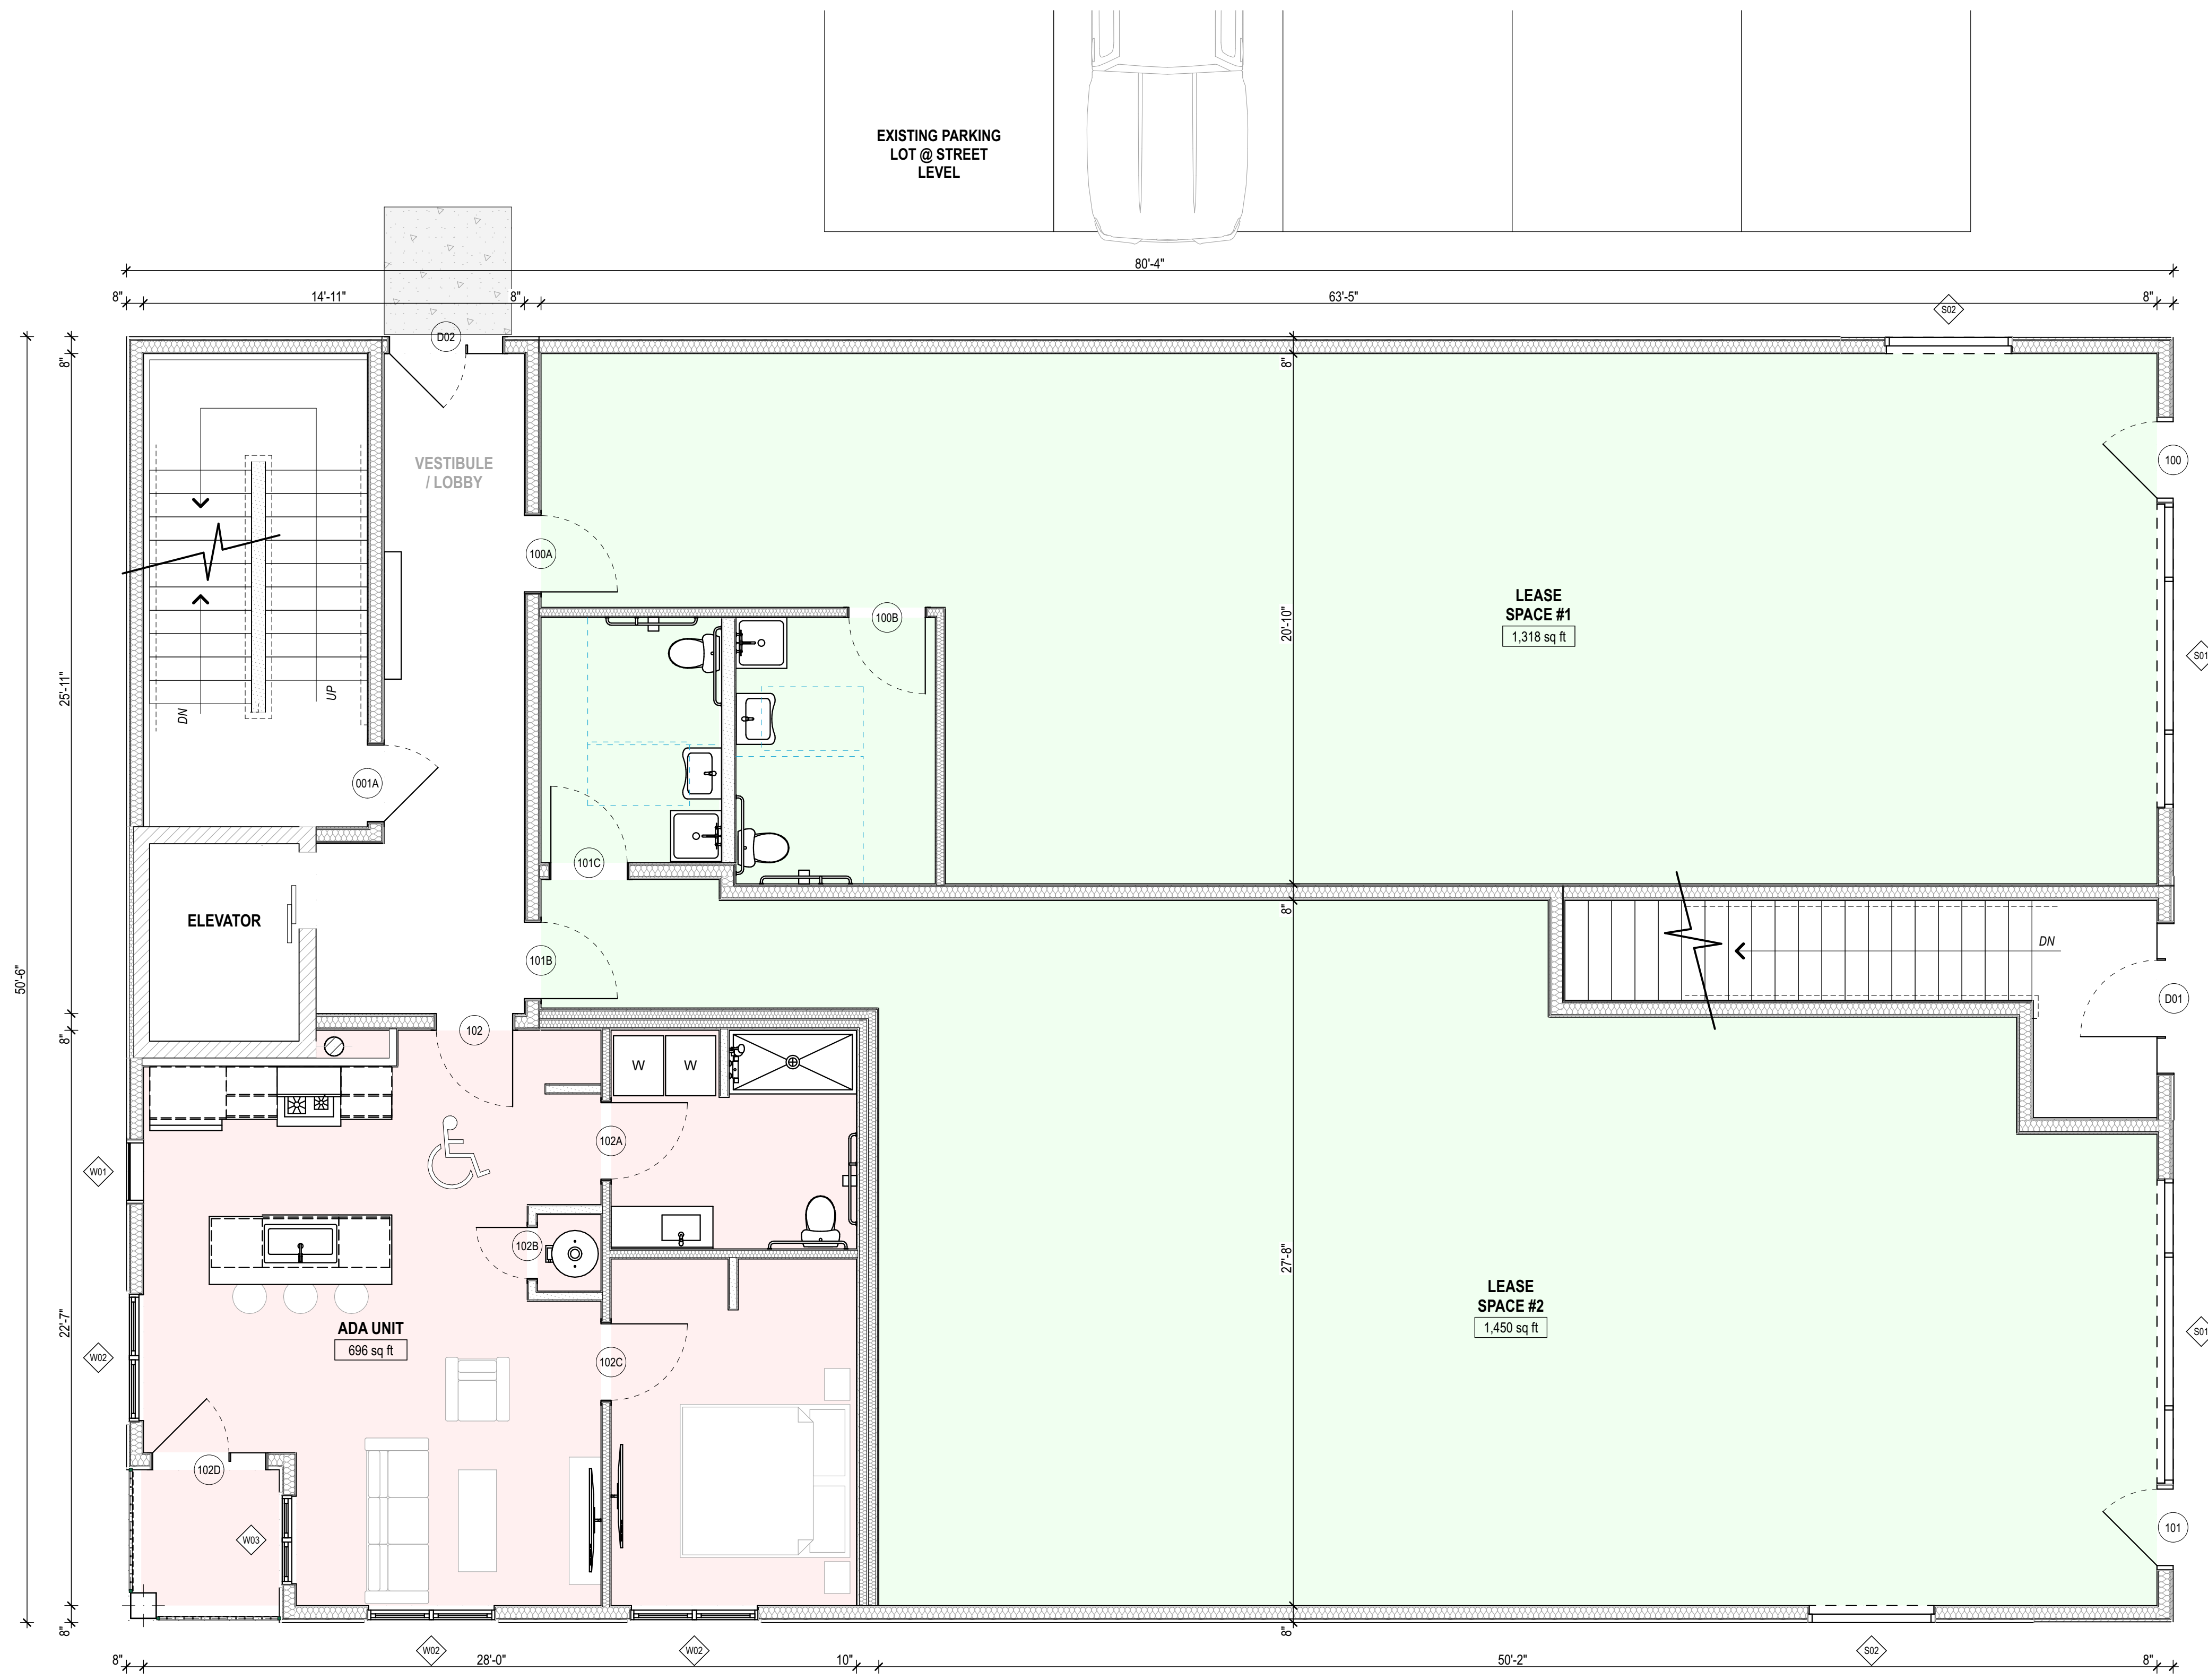 EXISTING PARKING
LOT @ STREET
LEVEL
80'-4"
8"
14'-11"
8"
63'-5"
8"
S02
D02
8"
8"
VESTIBULE
/ LOBBY
100
100A
LEASE
SPACE #1
1,318 sq ft
100B
20'-10"
S01
25'-11"
DN
UP
001A
101C
8"
ELEVATOR
DN
101B
50'-6"
D01
102
8"
W
W
102A
W01
102B
27'-8"
LEASE
SPACE #2
1,450 sq ft
22'-7"
ADA UNIT
696 sq ft
S01
W02
102C
102D
101
W03
8"
8"
W02
W02
S02
8"
28'-0"
10"
50'-2"
8"